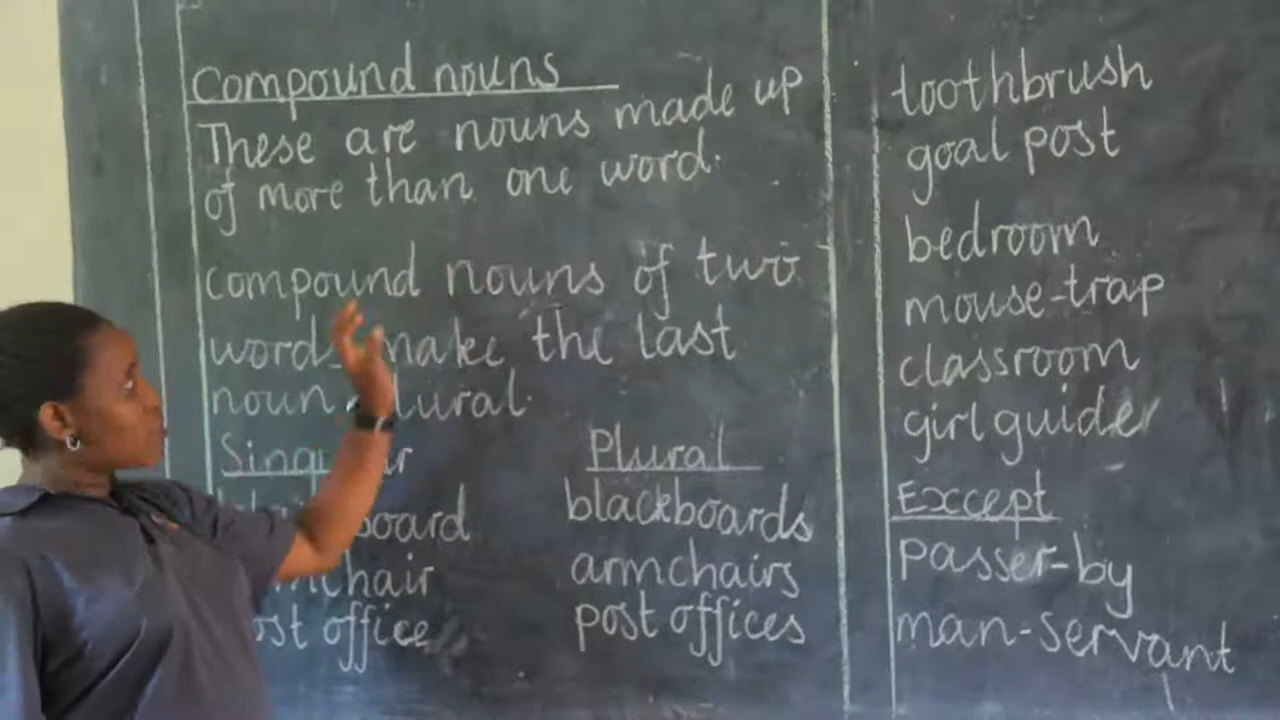 Compound nouns
These are nouns made up
of more than one word.
Compound nouns of two
words make the last
noun plural.
Singular Plural
blackboard blackboards
armchair armchairs
post office post offices
toothbrush
goal post
bedroom
mouse-trap
classroom
girl guider
Except
passer-by
man-servant